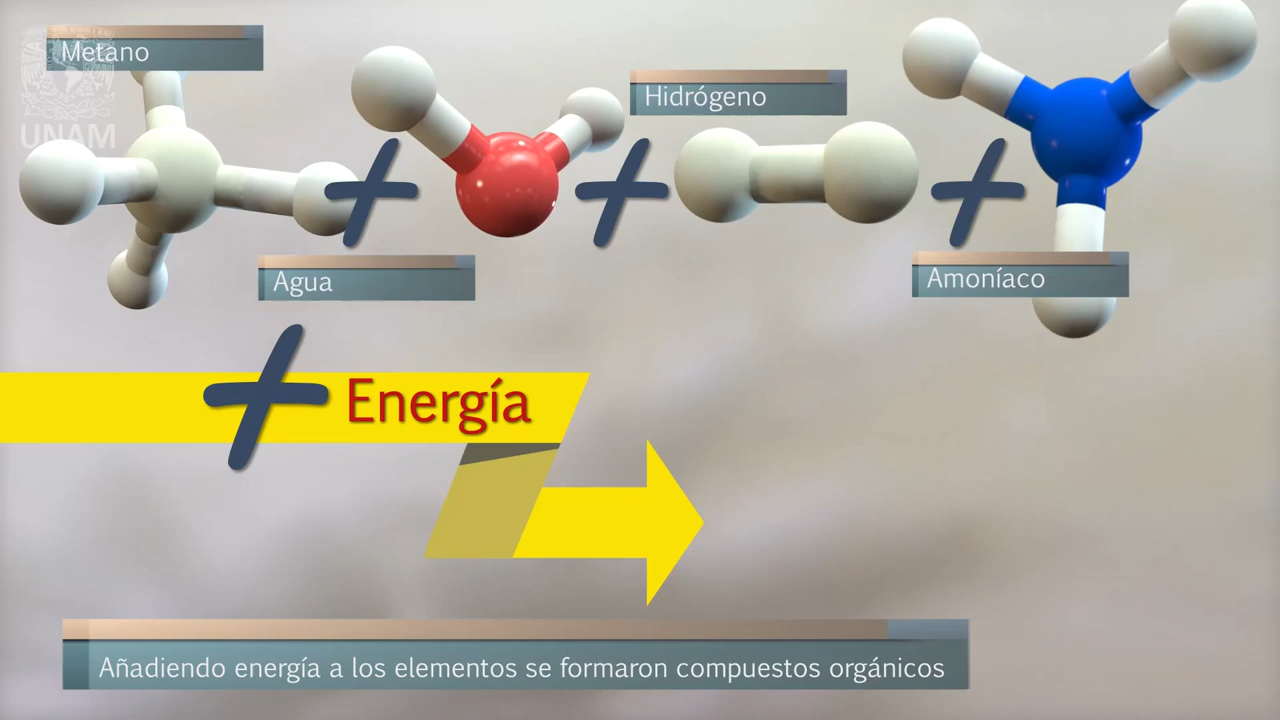 Metano
UNAM
Hidrógeno
Agua
Amoníaco
Energía
Añadiendo energía a los elementos se formaron compuestos orgánicos